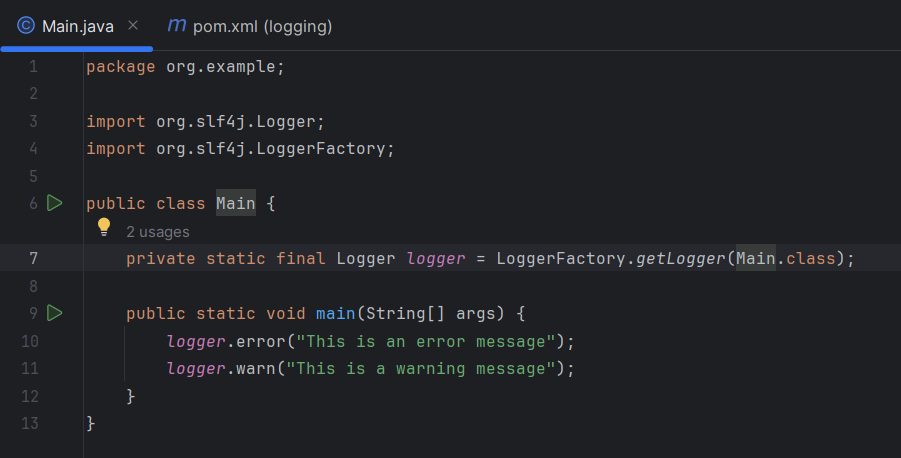 Main.java pom.xml (logging)
1 package org.example;
2
3 import org.slf4j.Logger;
4 import org.slf4j.LoggerFactory;
5
6 public class Main {
2 usages
7 private static final Logger logger = LoggerFactory.getLogger(Main.class);
8
9 public static void main(String[] args) {
10 logger.error("This is an error message");
11 logger.warn("This is a warning message");
12 }
13 }